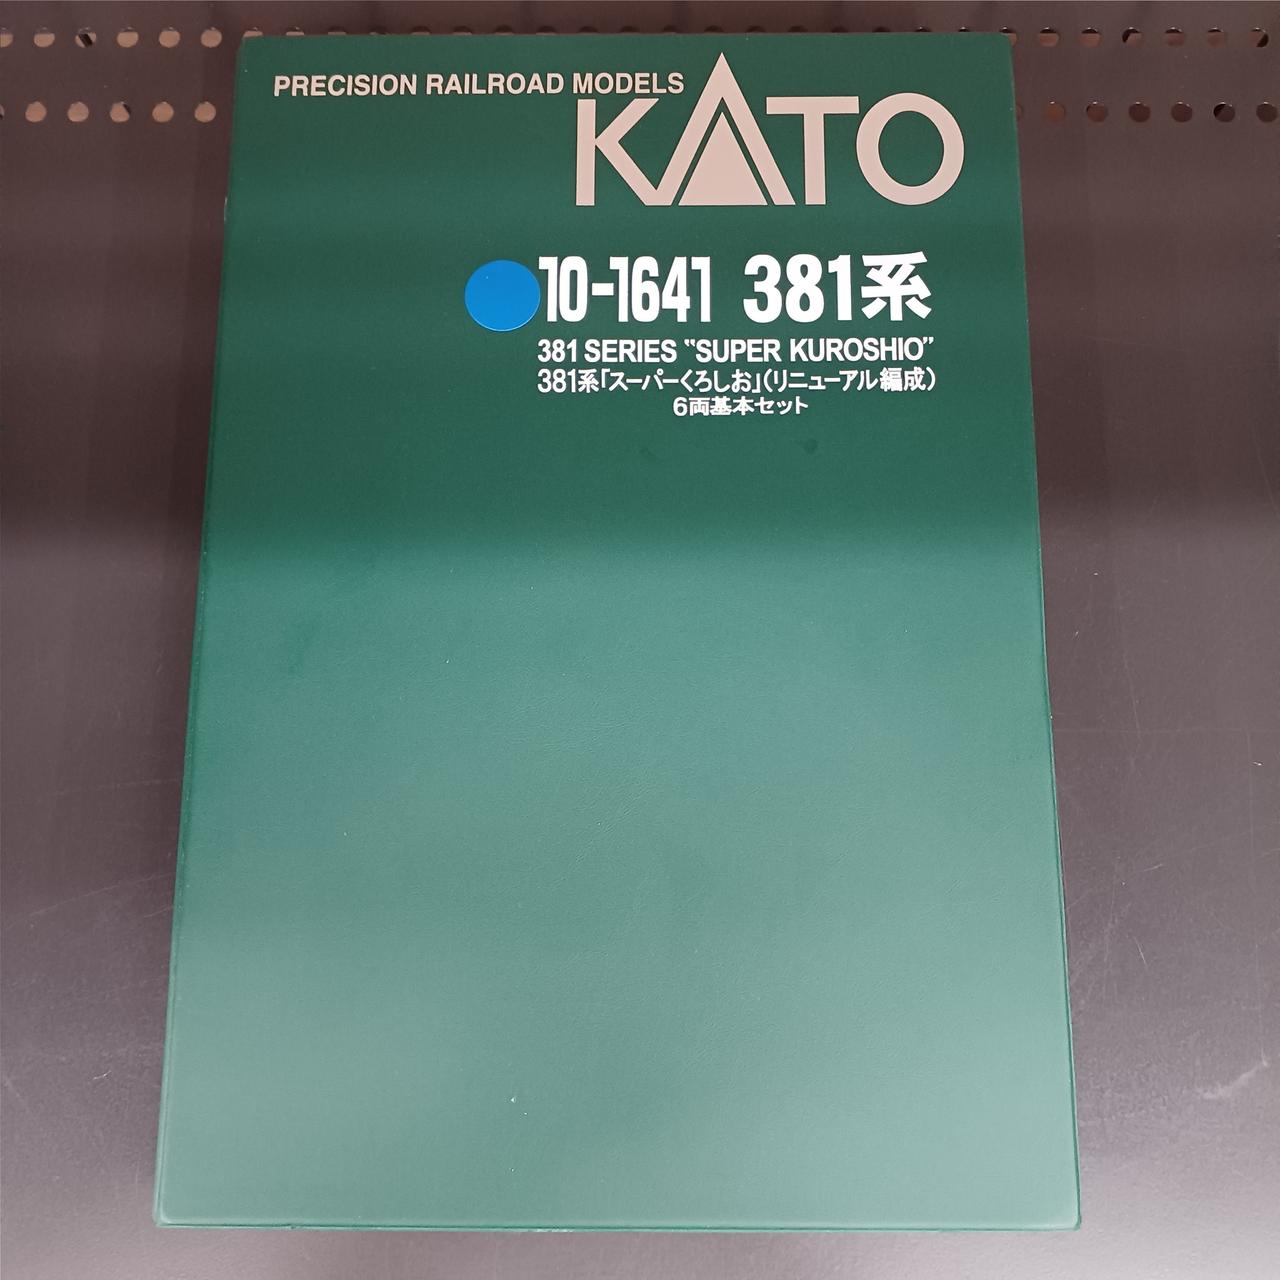 PRECISION RAILROAD MODELS
KATO
10-1641 381系
381 SERIES "SUPER KUROSHIO"
381系「スーパーくろしお」(リニューアル編成)
6両基本セット